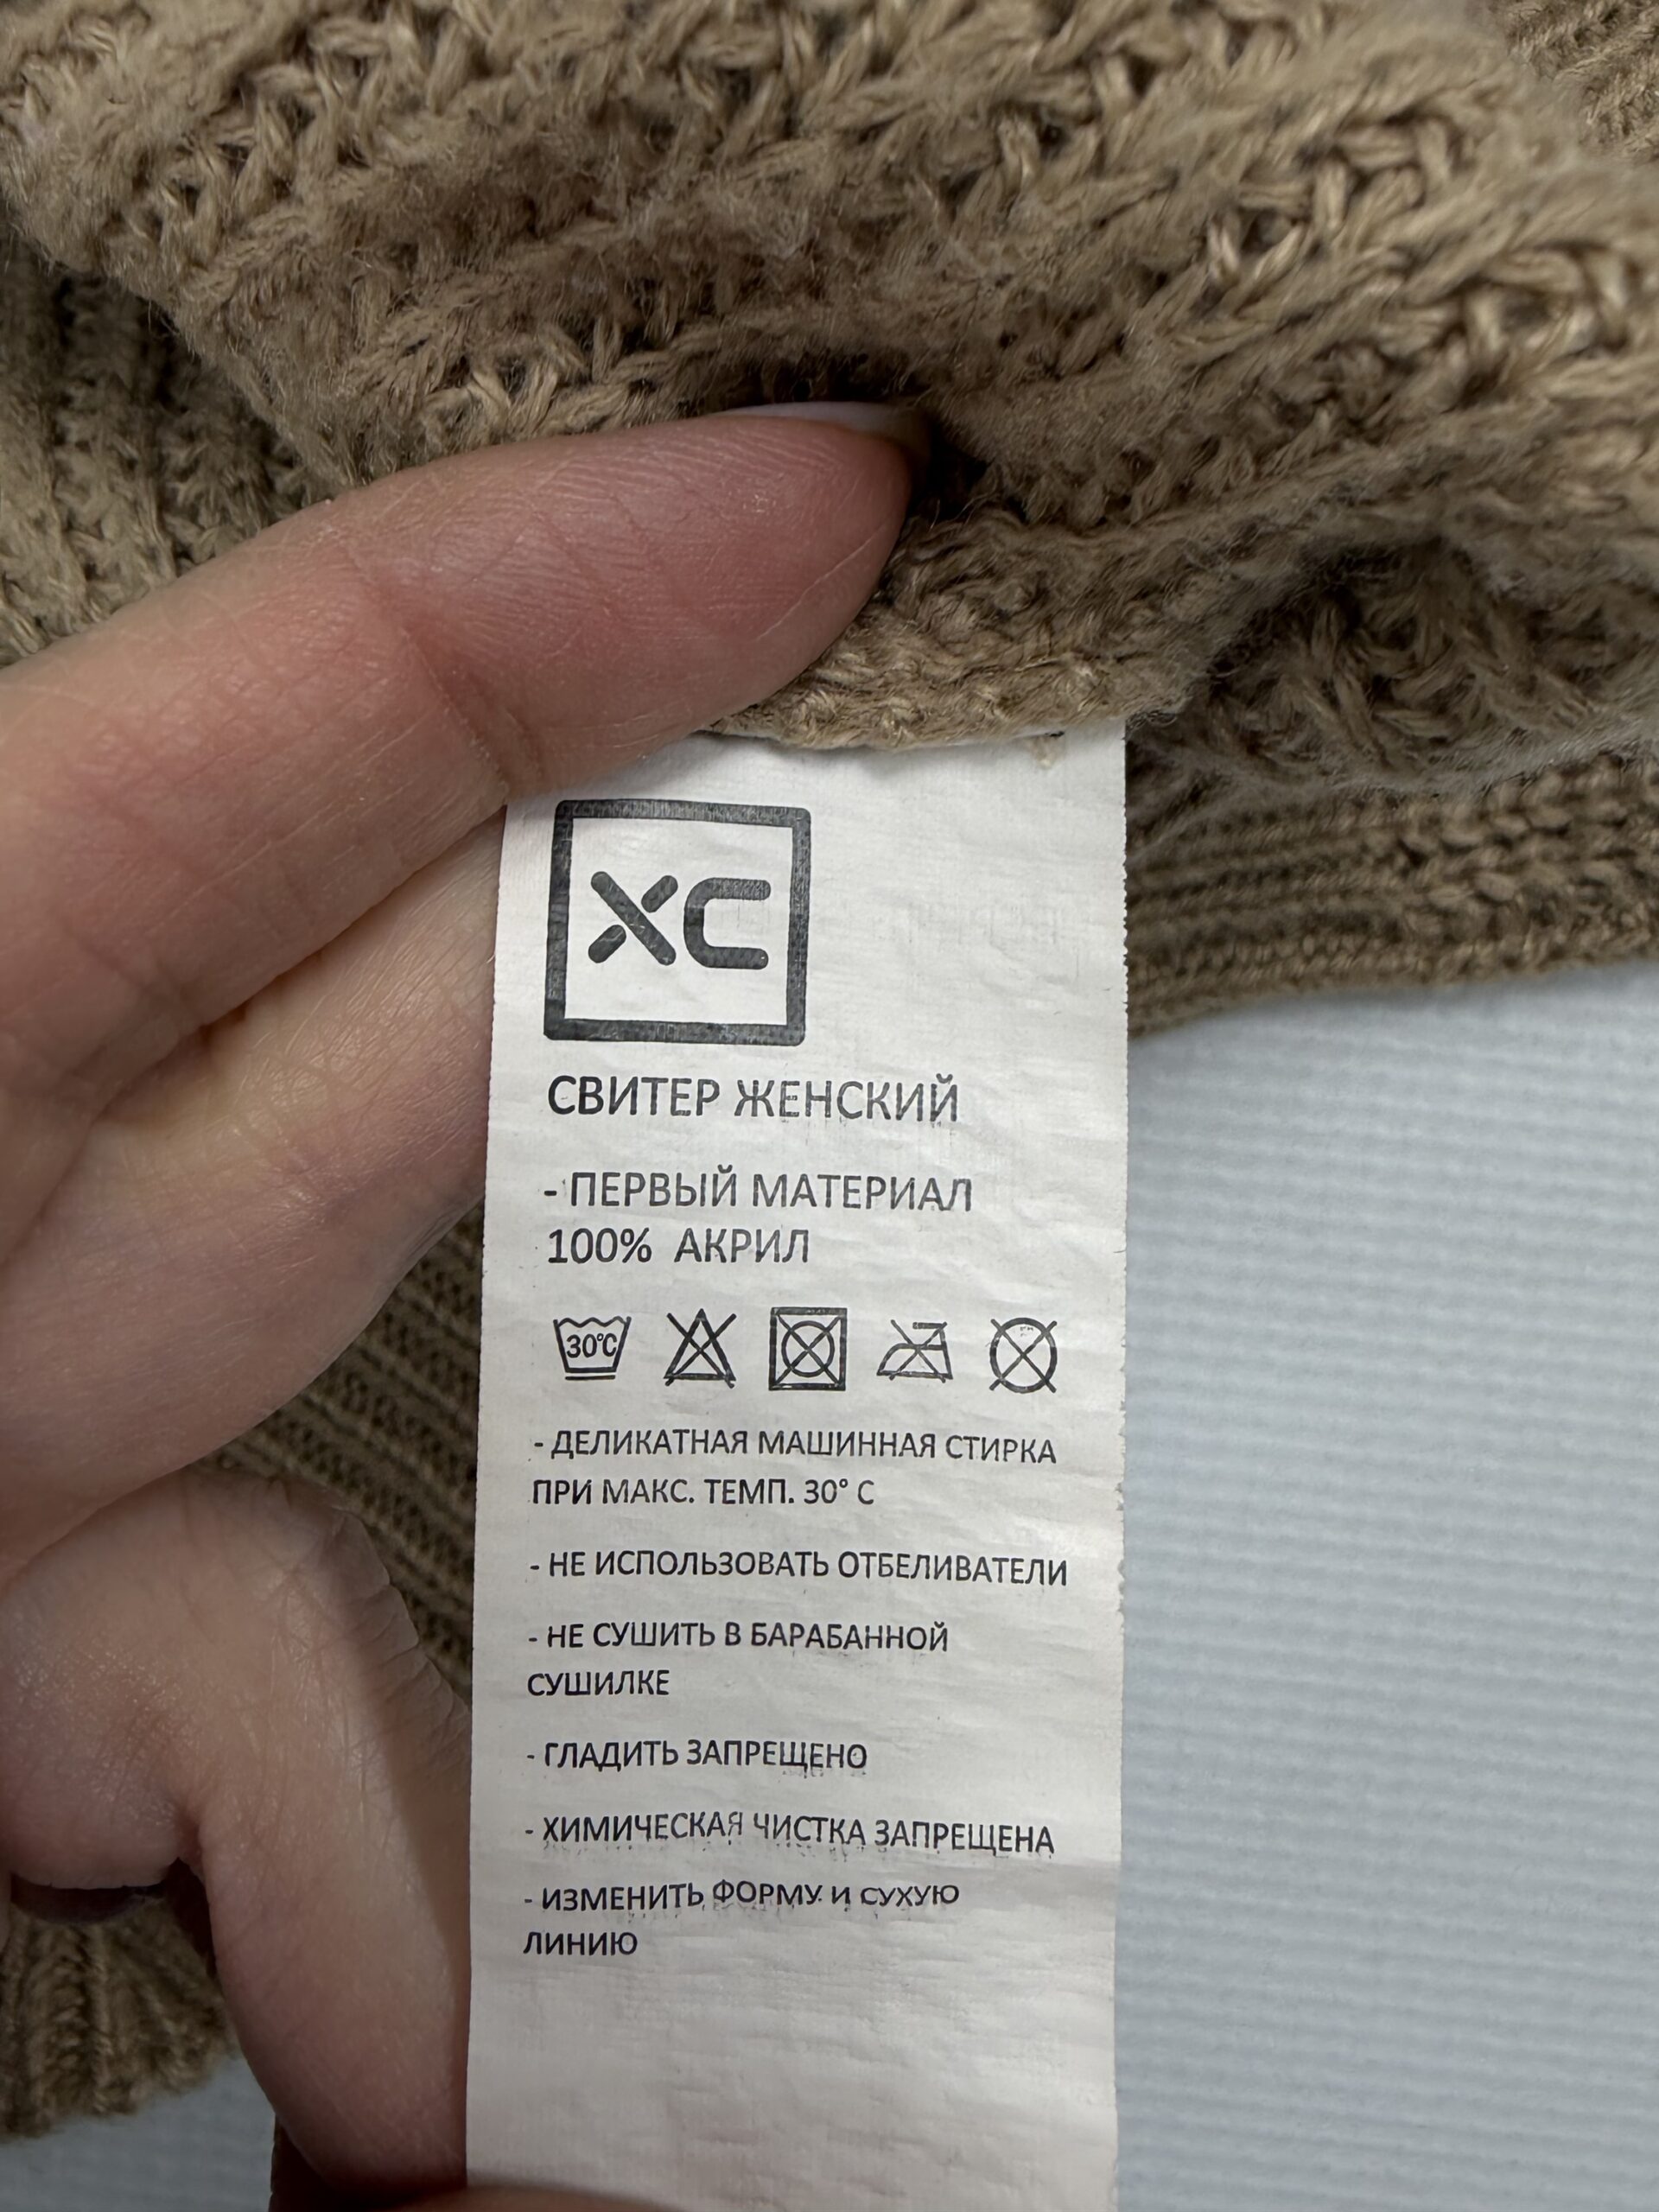 XC
СВИТЕР ЖЕНСКИЙ
- ПЕРВЫЙ МАТЕРИАЛ
100% АКРИЛ
30°C
- ДЕЛИКАТНАЯ МАШИННАЯ СТИРКА
ПРИ МАКС. ТЕМП. 30° С
- НЕ ИСПОЛЬЗОВАТЬ ОТБЕЛИВАТЕЛИ
- НЕ СУШИТЬ В БАРАБАННОЙ
СУШИЛКЕ
- ГЛАДИТЬ ЗАПРЕЩЕНО
- ХИМИЧЕСКАЯ ЧИСТКА ЗАПРЕЩЕНА
- ИЗМЕНИТЬ ФОРМУ И СУХУЮ
ЛИНИЮ